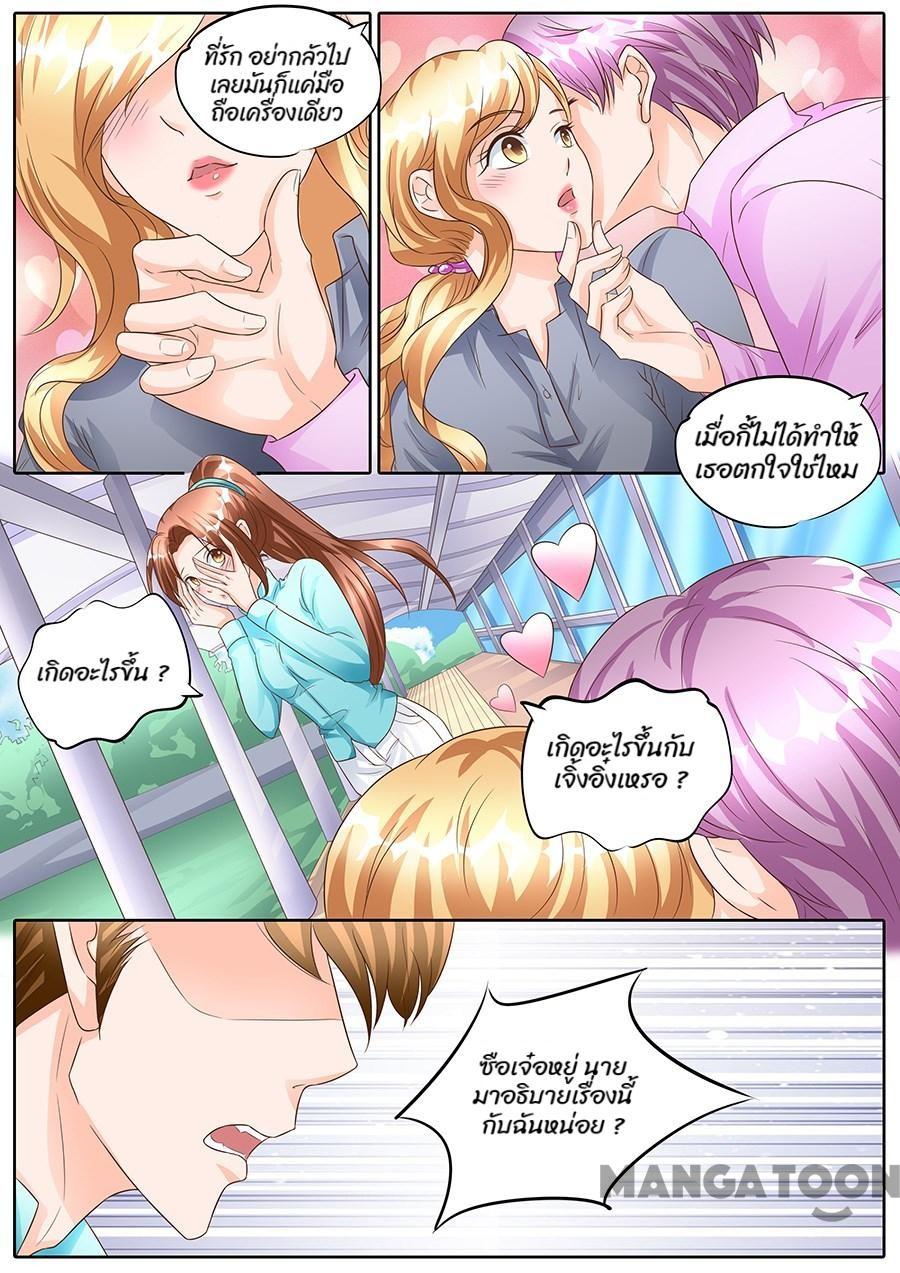 ที่รัก อย่ากลัวไป
เลยมันก็แค่มือ
ถือเครื่องเดียว
เมื่อกี้ไม่ได้ทำให้
เธอตกใจใช่ไหม
เกิดอะไรขึ้น ?
เกิดอะไรขึ้นกับ
เจิ้งอิ๋งเหรอ ?
ซือเจ๋อหยู่ นาย
มาอธิบายเรื่องนี้
กับฉันหน่อย ?
MANGATOON